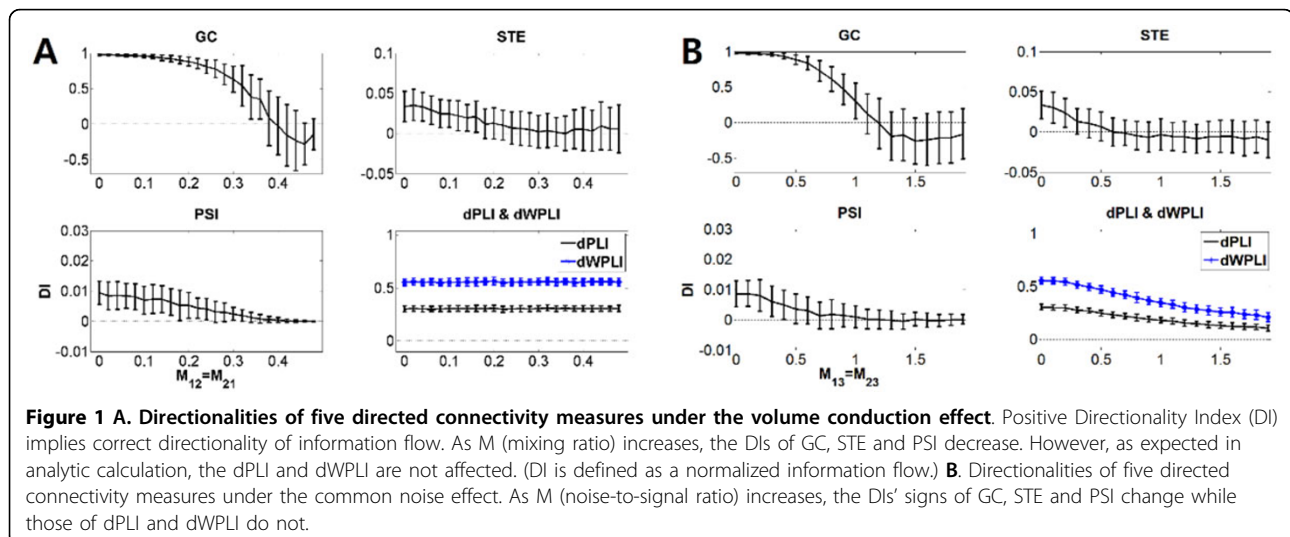 A
GC
1
0.5
0
-0.5
0 0.1 0.2 0.3 0.4
STE
0.1
0.05
0
-0.05
0 0.1 0.2 0.3 0.4
PSI
0.03
0.02
0.01
0
-0.01
DI
0 0.1 0.2 0.3 0.4
M12=M21
dPLI & dWPLI
1
0.5
0
dPLI
dWPLI
0 0.1 0.2 0.3 0.4
B
GC
1
0.5
0
-0.5
0 0.5 1 1.5
STE
0.1
0.05
0
-0.05
0 0.5 1 1.5
PSI
0.03
0.02
0.01
0
-0.01
DI
0 0.5 1 1.5
M13=M23
dPLI & dWPLI
1
0.5
0
dPLI
dWPLI
0 0.5 1 1.5
Figure 1 A. Directionalities of five directed connectivity measures under the volume conduction effect. Positive Directionality Index (DI)
implies correct directionality of information flow. As M (mixing ratio) increases, the DIs of GC, STE and PSI decrease. However, as expected in
analytic calculation, the dPLI and dWPLI are not affected. (DI is defined as a normalized information flow.) B. Directionalities of five directed
connectivity measures under the common noise effect. As M (noise-to-signal ratio) increases, the DIs' signs of GC, STE and PSI change while
those of dPLI and dWPLI do not.